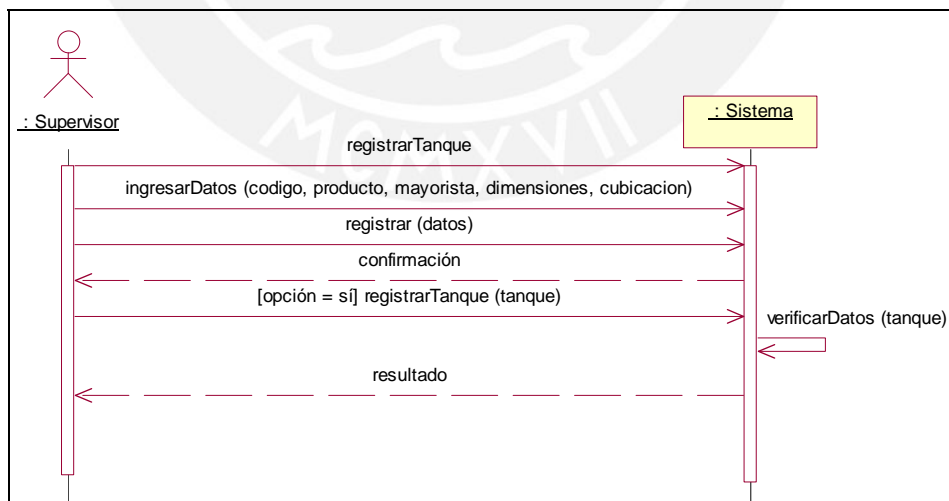 : Supervisor
: Sistema
MCMXVII
registrarTanque
ingresarDatos (codigo, producto, mayorista, dimensiones, cubicacion)
registrar (datos)
confirmación
[opción = sí] registrarTanque (tanque)
verificarDatos (tanque)
resultado